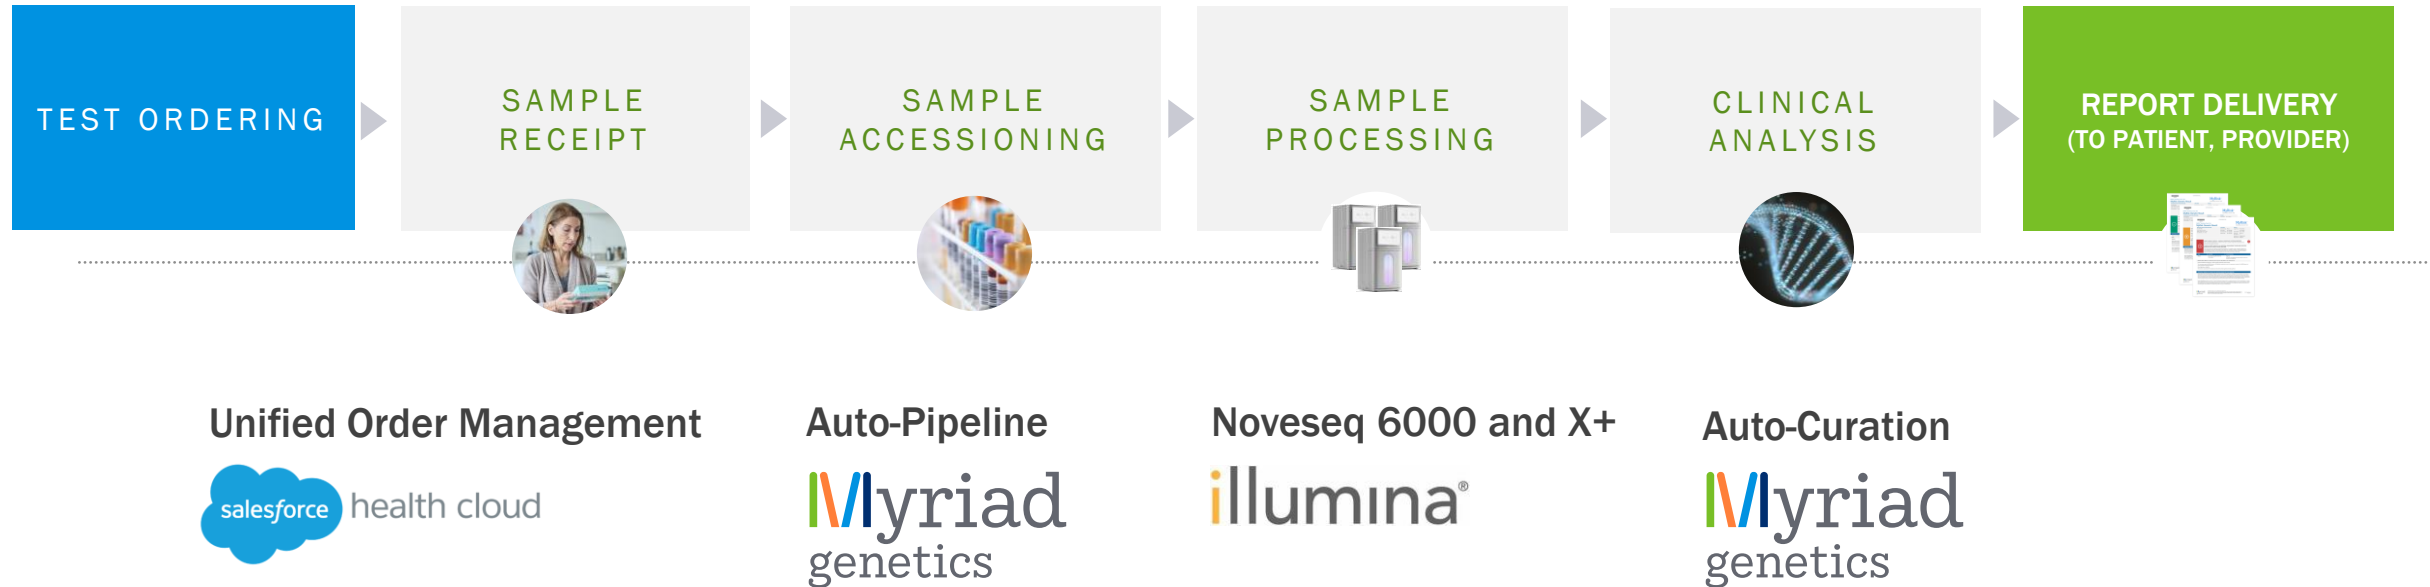 TEST ORDERING
SAMPLE
RECEIPT
SAMPLE
ACCESSIONING
SAMPLE
PROCESSING
CLINICAL
ANALYSIS
REPORT DELIVERY
(TO PATIENT, PROVIDER)
Unified Order Management
salesforce health cloud
Auto-Pipeline
Myriad
genetics
Noveseq 6000 and X+
illumina®
Auto-Curation
Myriad
genetics